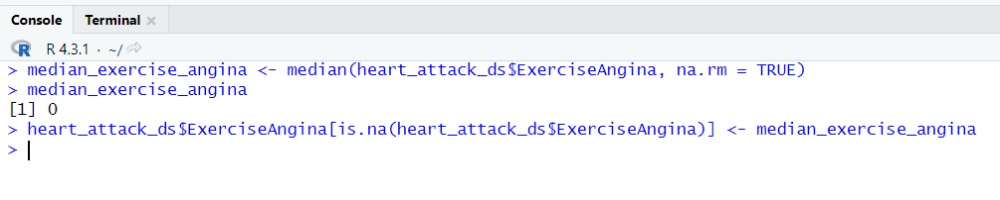 Console Terminal
R R 4.3.1 · ~/
> median_exercise_angina <- median(heart_attack_ds$ExerciseAngina, na.rm = TRUE)
> median_exercise_angina
[1] 0
> heart_attack_ds$ExerciseAngina[is.na(heart_attack_ds$ExerciseAngina)] <- median_exercise_angina
>